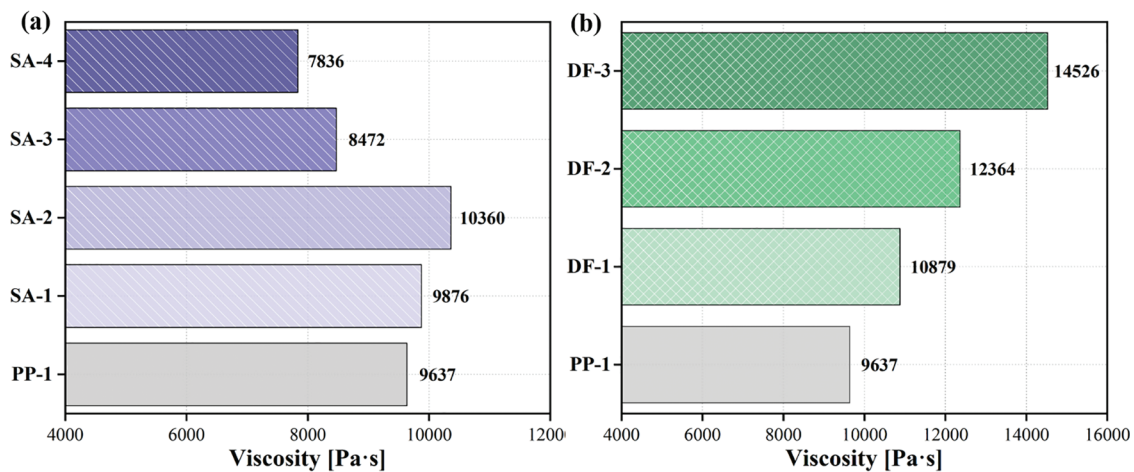 (a)
SA-4
7836
SA-3
8472
SA-2
10360
SA-1
9876
PP-1
9637
4000 6000 8000 10000 1200
Viscosity [Pa·s]
(b)
DF-3
14526
DF-2
12364
DF-1
10879
PP-1
9637
4000 6000 8000 10000 12000 14000 16000
Viscosity [Pa·s]